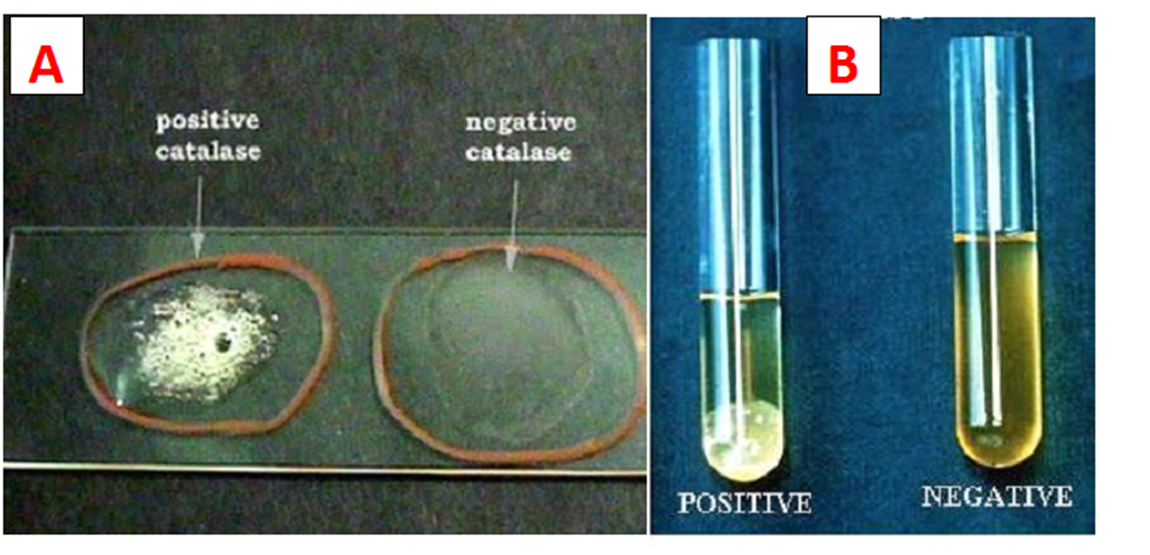 A
positive
catalase
negative
catalase
B
POSITIVE
NEGATIVE